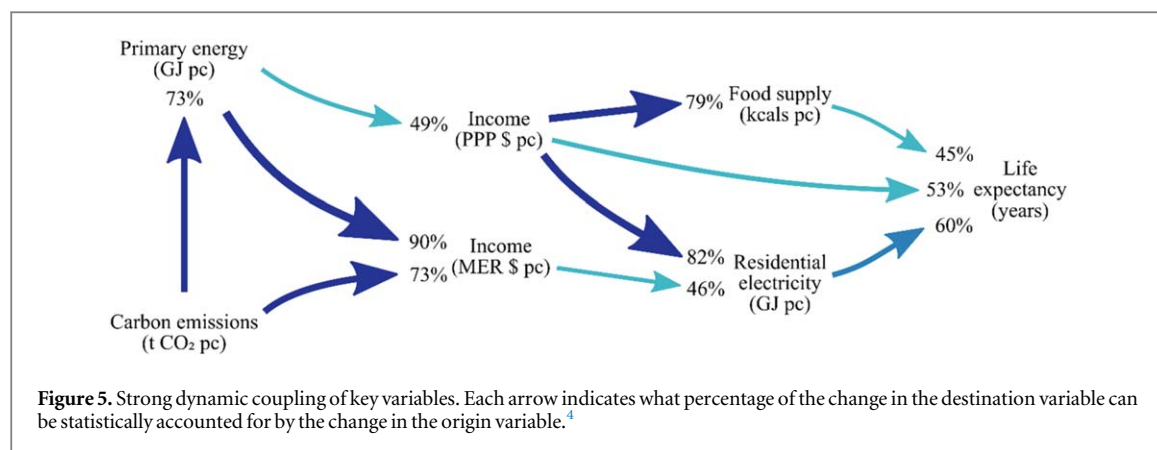 Primary energy
(GJ pc)
73%
49% Income
(PPP $ pc)
79% Food supply
(kcals pc)
45%
53% Life
expectancy
(years)
60%
90% Income
73% (MER $ pc)
82% Residential
46% electricity
(GJ pc)
Carbon emissions
(t CO₂ pc)
Figure 5. Strong dynamic coupling of key variables. Each arrow indicates what percentage of the change in the destination variable can
be statistically accounted for by the change in the origin variable.⁴